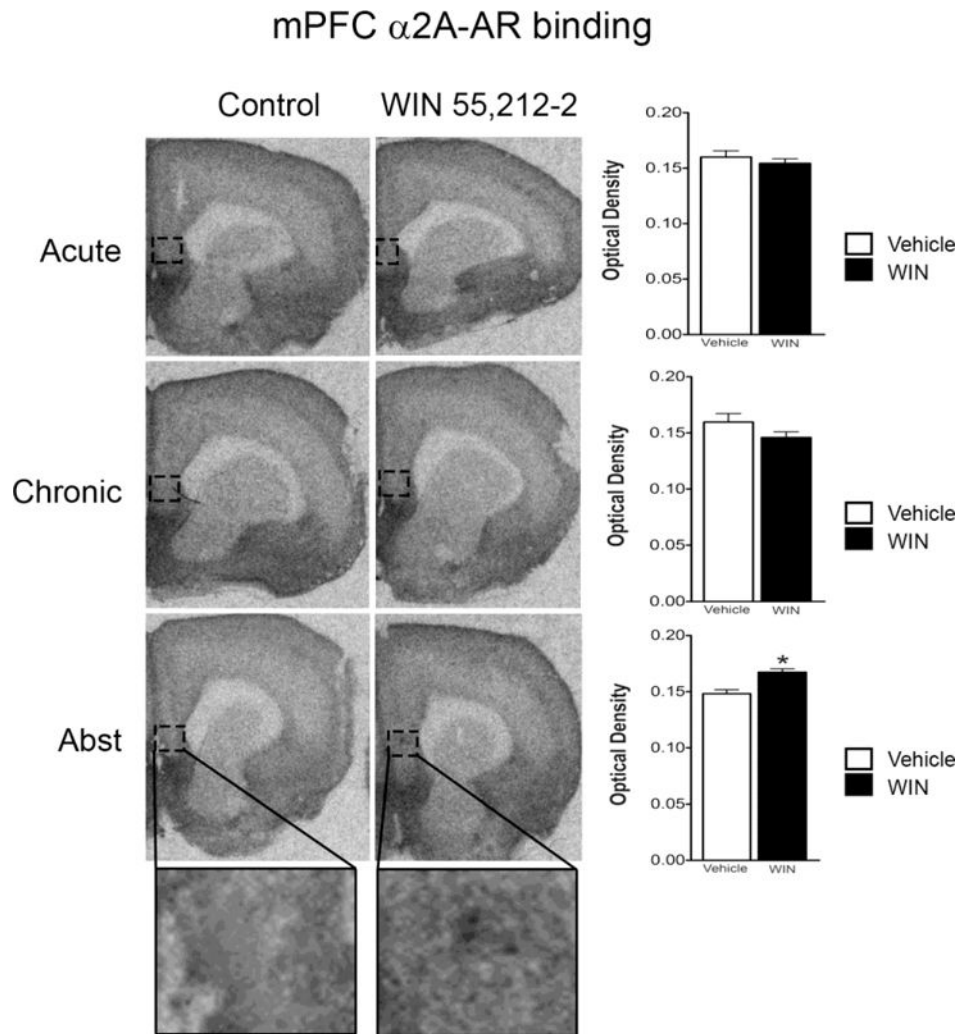 mPFC α2A-AR binding
Control
WIN 55,212-2
Acute
Optical Density
0.20
0.15
0.10
0.05
0.00
Vehicle
WIN
Vehicle
WIN
Chronic
Optical Density
0.20
0.15
0.10
0.05
0.00
Vehicle
WIN
Vehicle
WIN
Abst
Optical Density
0.20
0.15
0.10
0.05
0.00
*
Vehicle
WIN
Vehicle
WIN